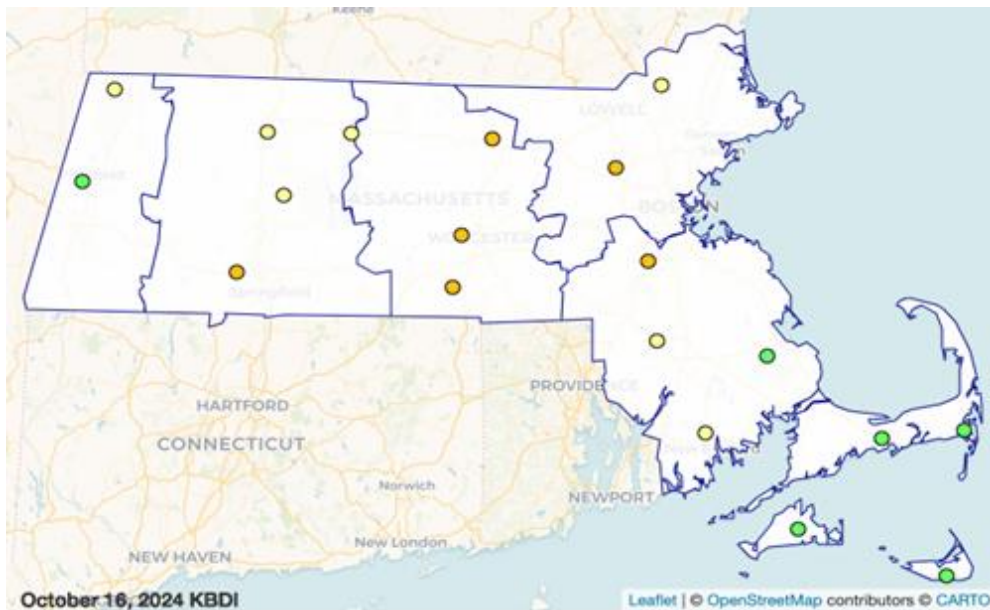 Keene
LOWELL
MASSACHUSETTS
BOSTON
WORCESTER
Springfield
PROVIDENCE
HARTFORD
CONNECTICUT
Norwich
NEWPORT
New London
NEW HAVEN
October 16, 2024 KBDI
Leaflet | © OpenStreetMap contributors © CARTO